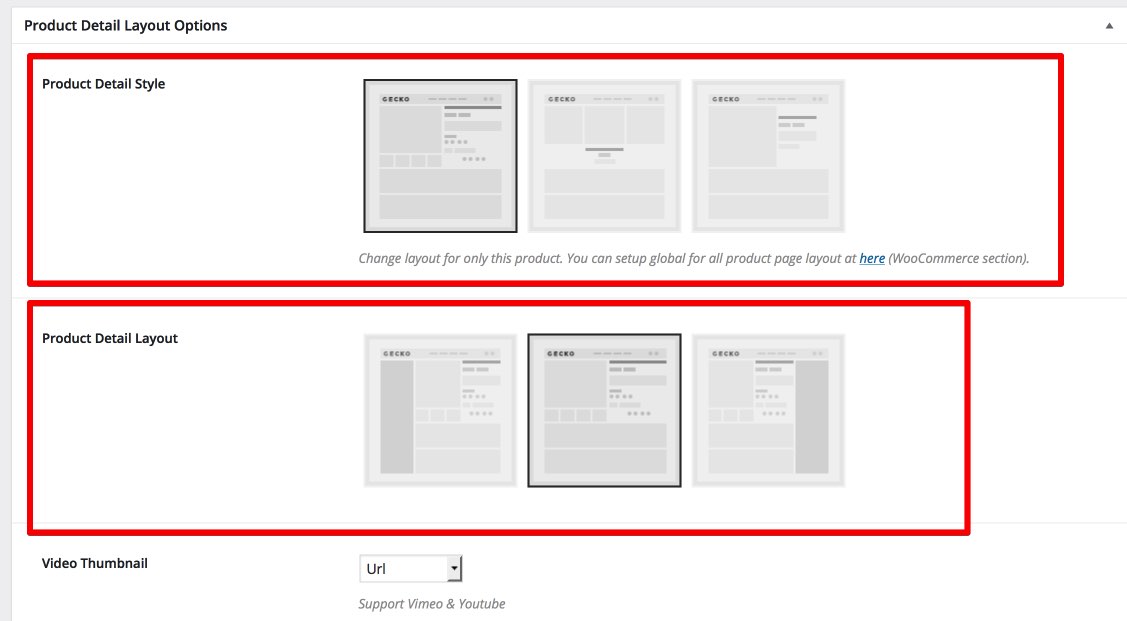 Product Detail Layout Options
Product Detail Style
GECKO
GECKO
GECKO
Change layout for only this product. You can setup global for all product page layout at here (WooCommerce section).
Product Detail Layout
GECKO
GECKO
GECKO
Video Thumbnail
Url
Support Vimeo & Youtube